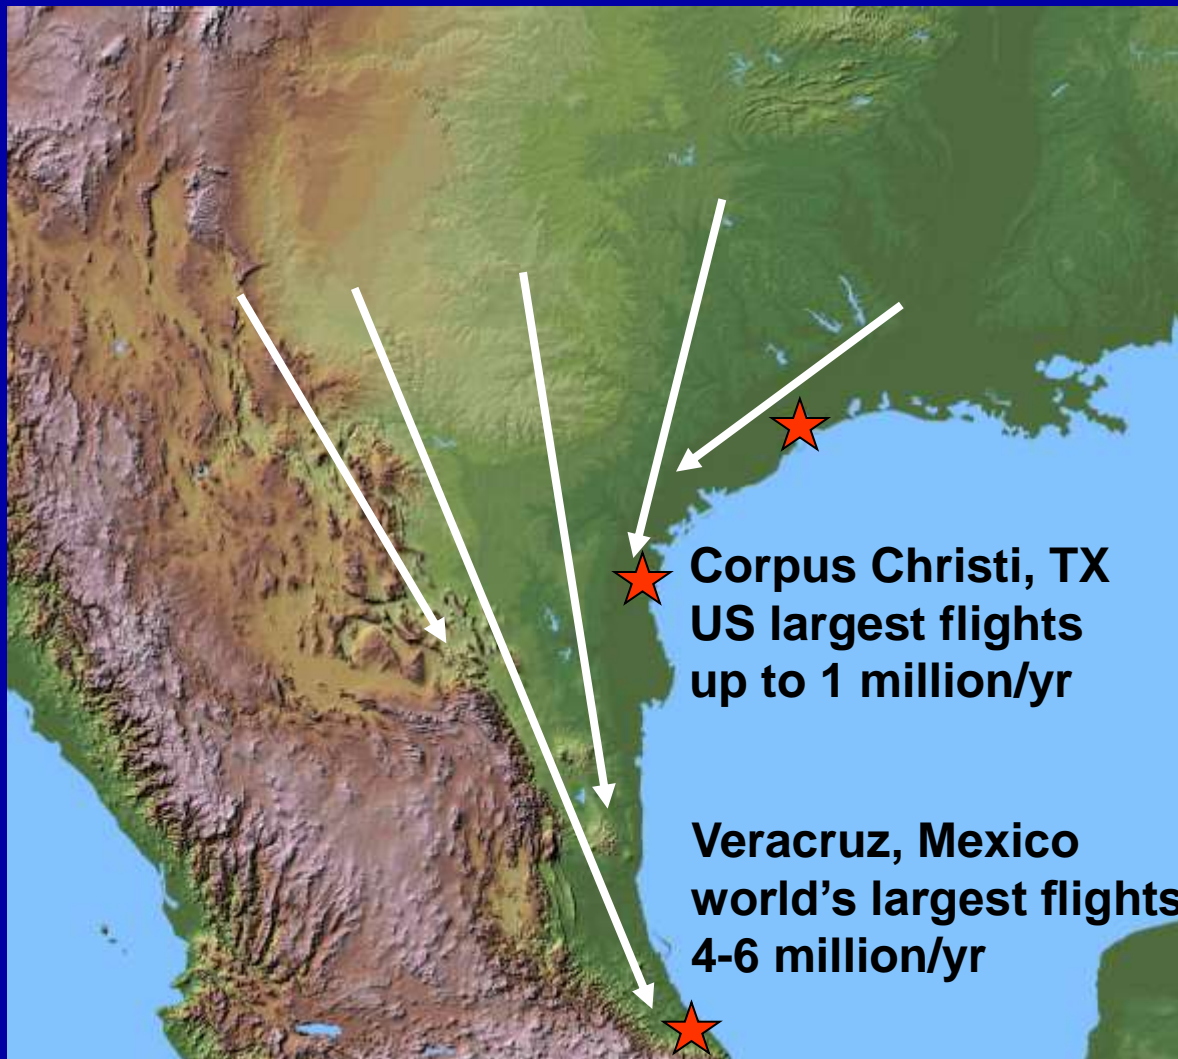 Corpus Christi, TX
US largest flights
up to 1 million/yr
Veracruz, Mexico
world’s largest flights
4-6 million/yr